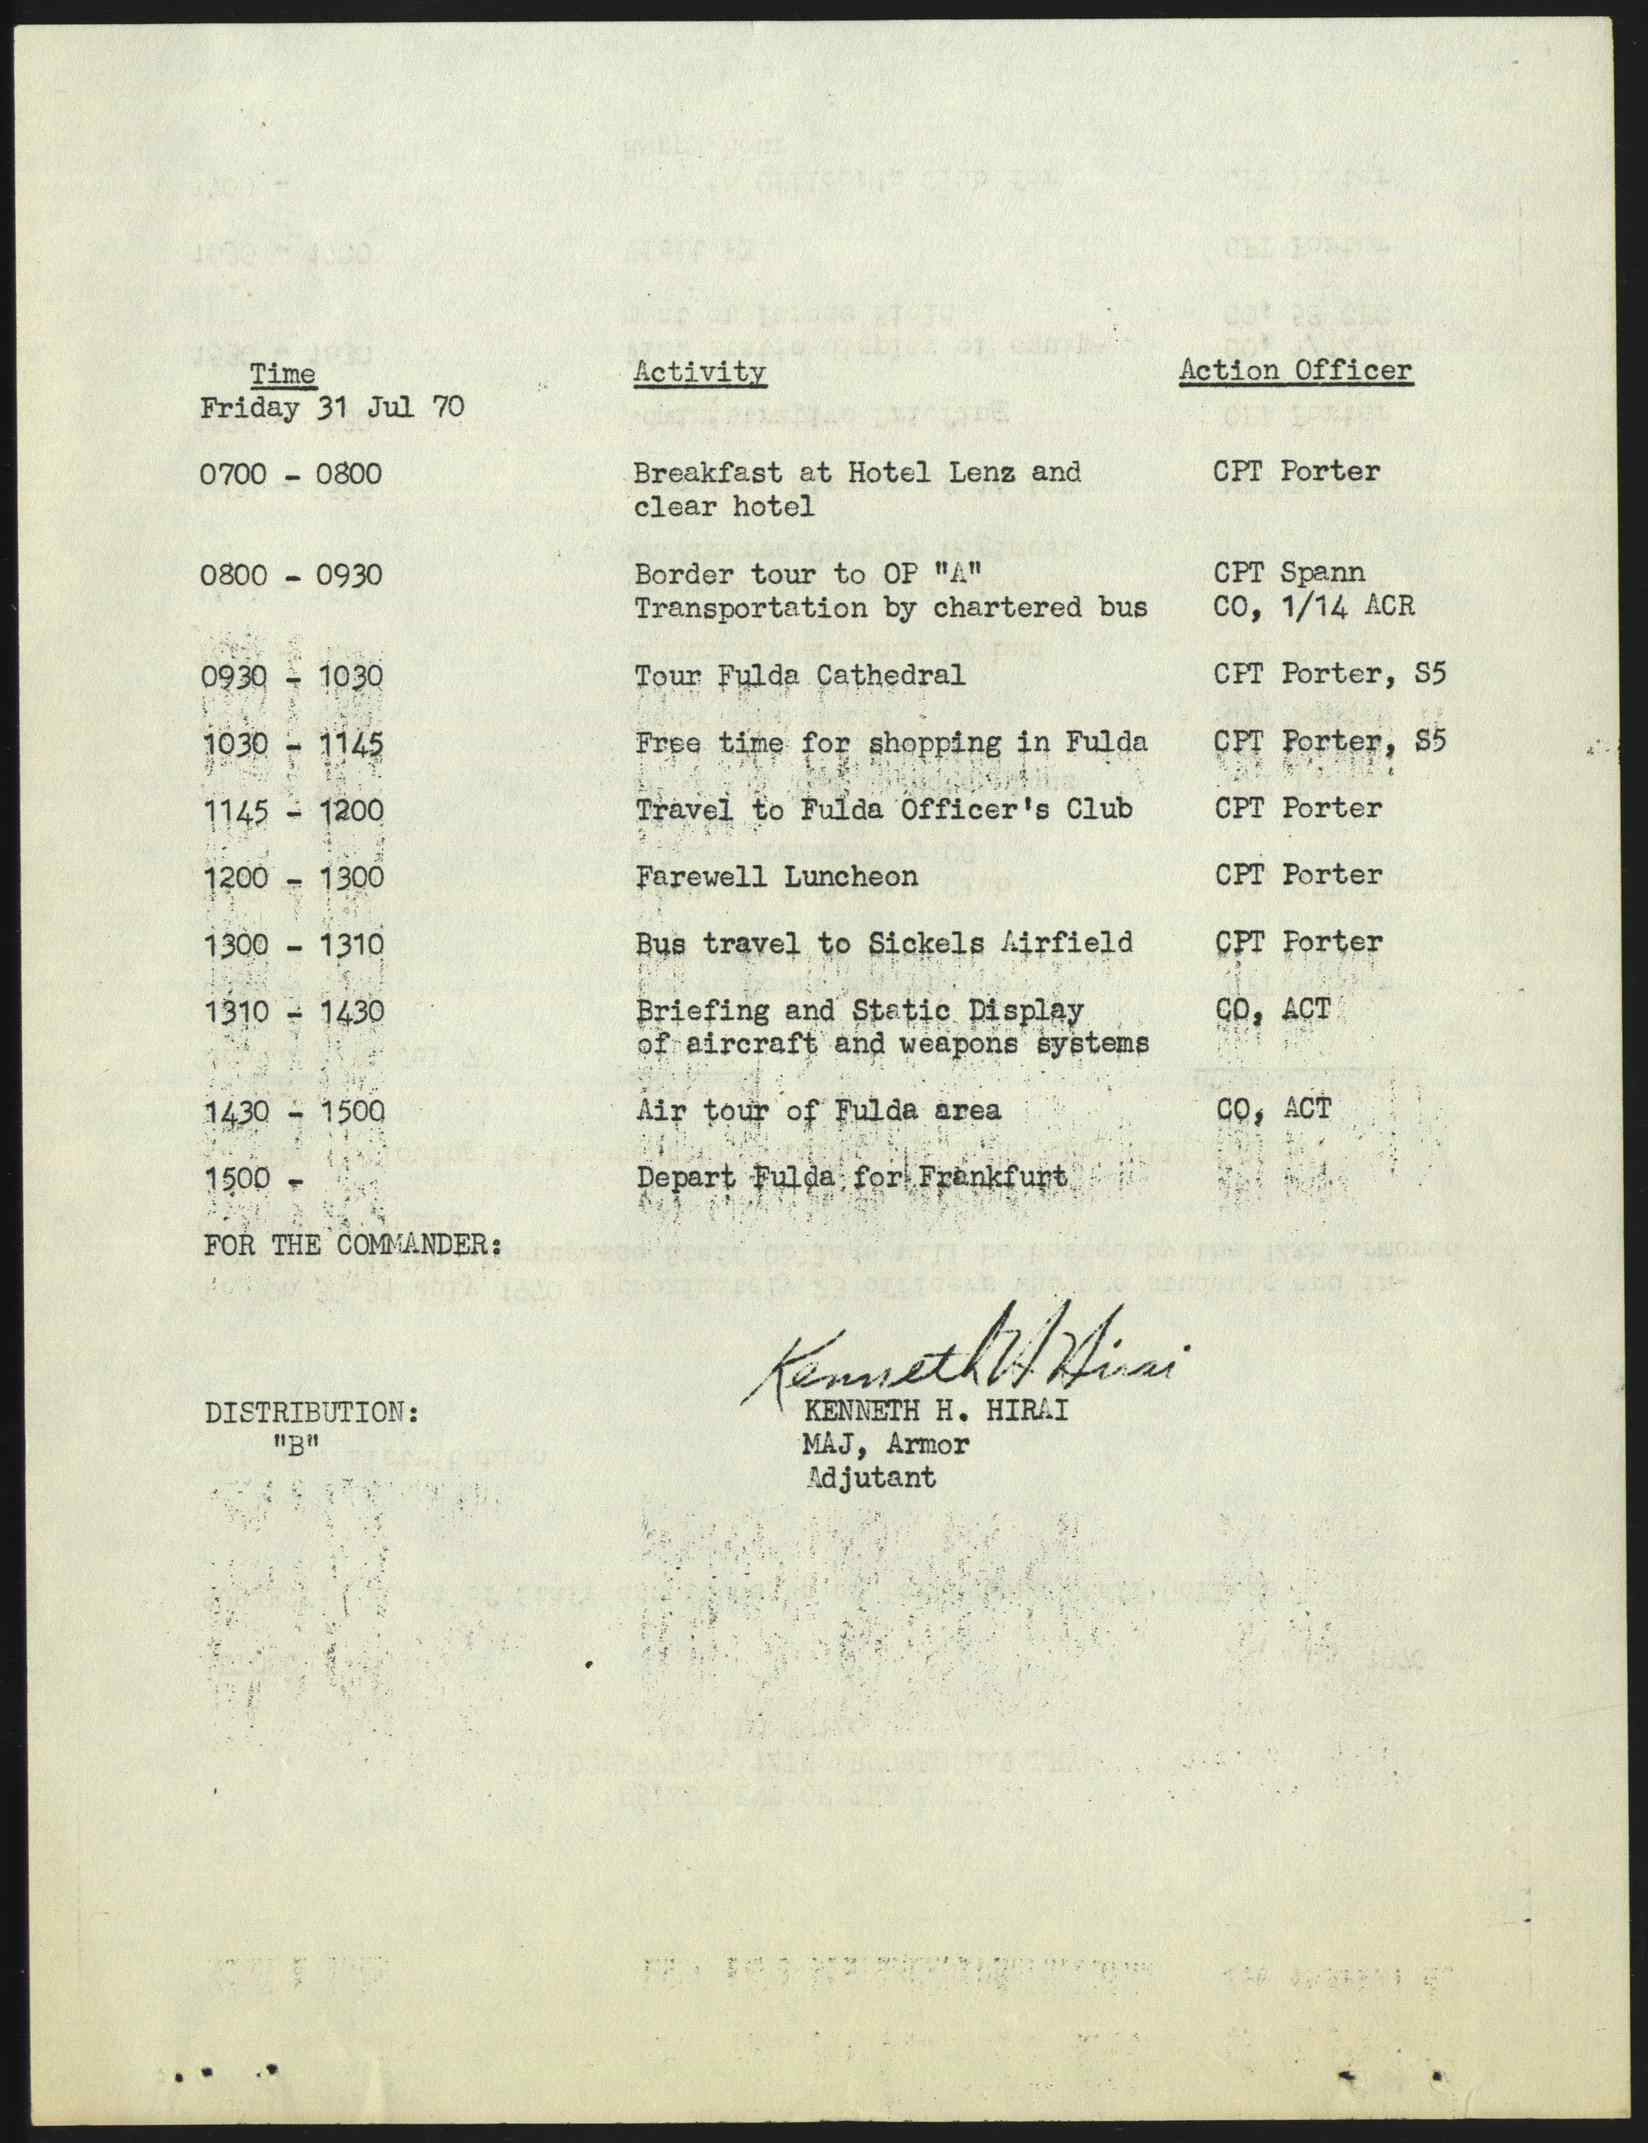 Time Activity Action Officer
Friday 31 Jul 70
0700 - 0800 Breakfast at Hotel Lenz and CPT Porter
clear hotel
0800 - 0930 Border tour to OP "A" CPT Spann
Transportation by chartered bus CO, 1/14 ACR
0930 - 1030 Tour Fulda Cathedral CPT Porter, S5
1030 - 1145 Free time for shopping in Fulda CPT Porter, S5
1145 - 1200 Travel to Fulda Officer's Club CPT Porter
1200 - 1300 Farewell Luncheon CPT Porter
1300 - 1310 Bus travel to Sickels Airfield CPT Porter
1310 - 1430 Briefing and Static Display CO, ACT
of aircraft and weapons systems
1430 - 1500 Air tour of Fulda area CO, ACT
1500 - Depart Fulda for Frankfurt
FOR THE COMMANDER:
Kenneth H Hirai
DISTRIBUTION: KENNETH H. HIRAI
"B" MAJ, Armor
Adjutant